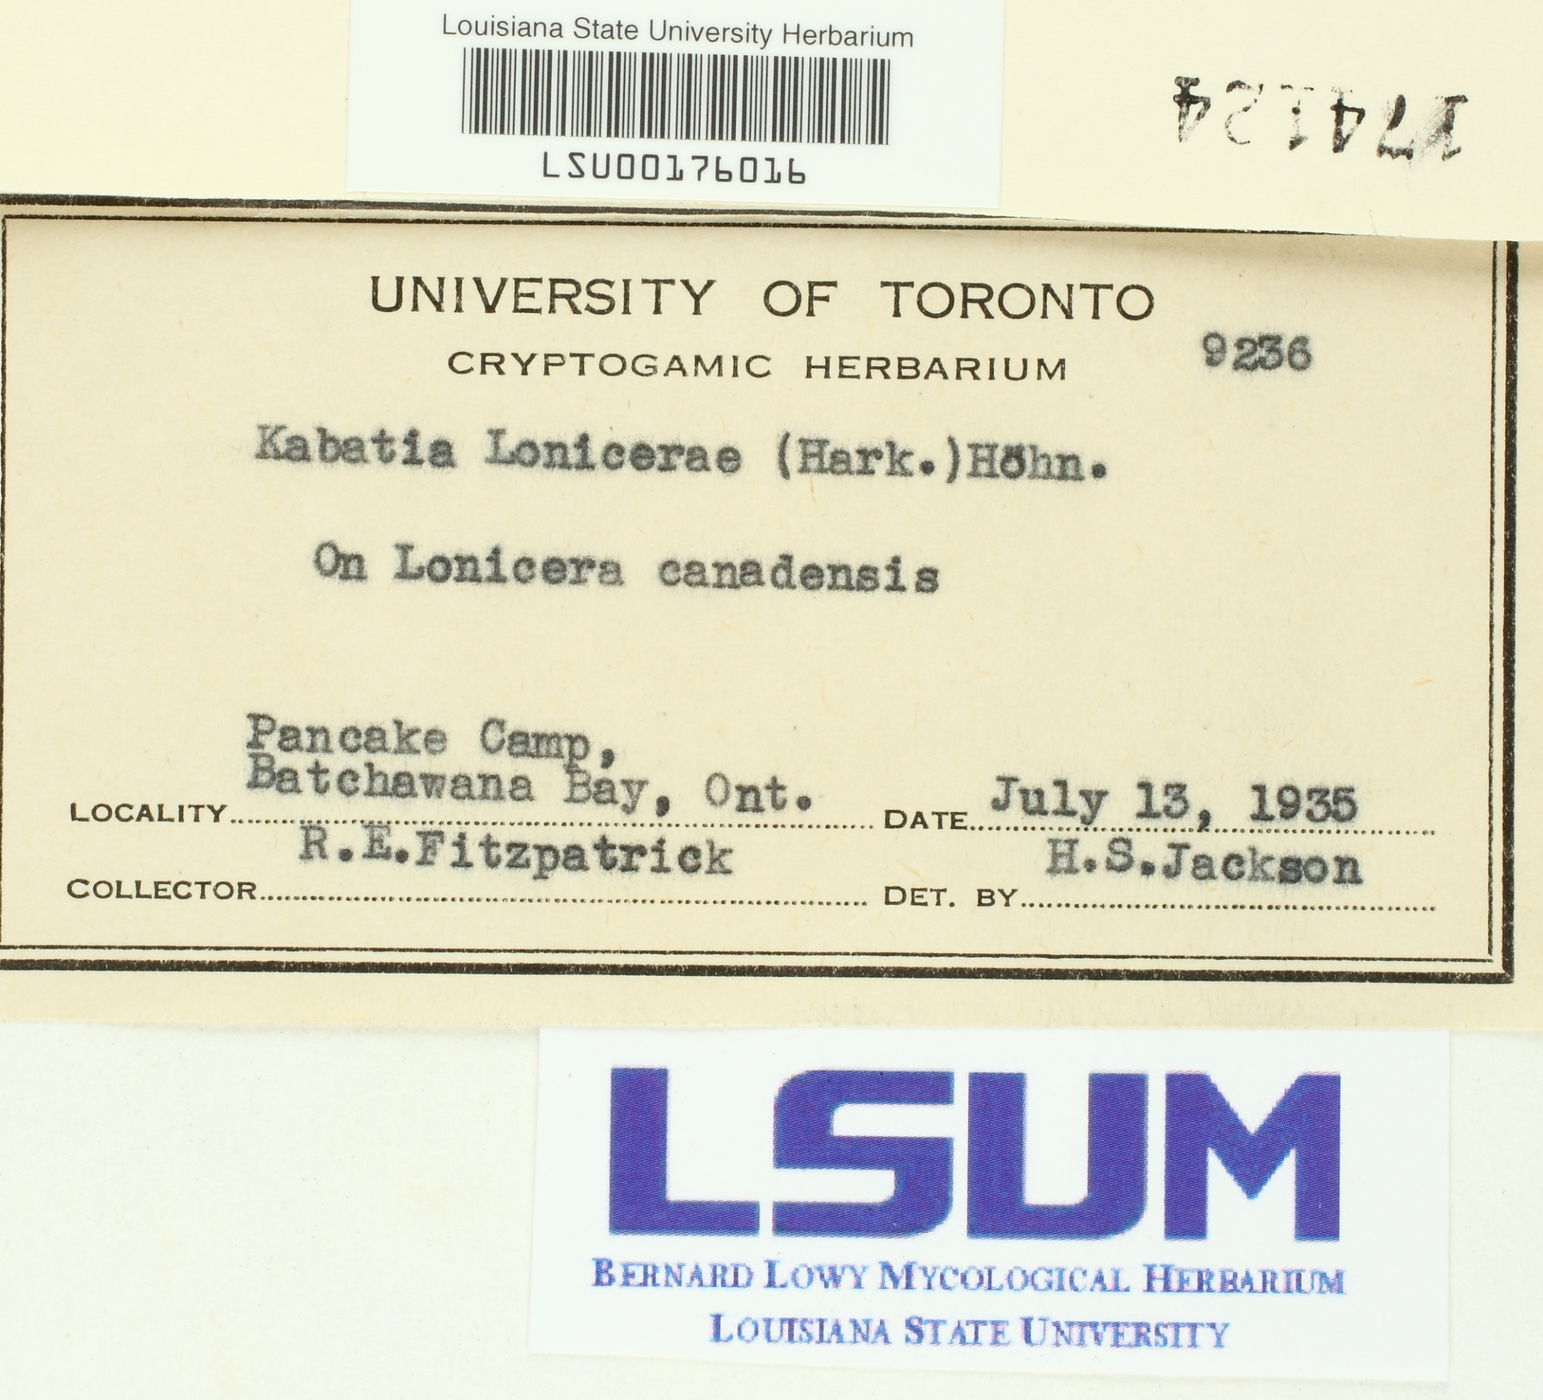 Louisiana State University Herbarium
LSU00176016
174124
UNIVERSITY OF TORONTO
CRYPTOGAMIC HERBARIUM 9236
Kabatia Lonicerae (Hark.)Höhn.
On Lonicera canadensis
Pancake Camp,
LOCALITY Batchawana Bay, Ont. DATE July 13, 1935
COLLECTOR R.E.Fitzpatrick DET. BY H.S.Jackson
LSUM
BERNARD LOWY MYCOLOGICAL HERBARIUM
LOUISIANA STATE UNIVERSITY